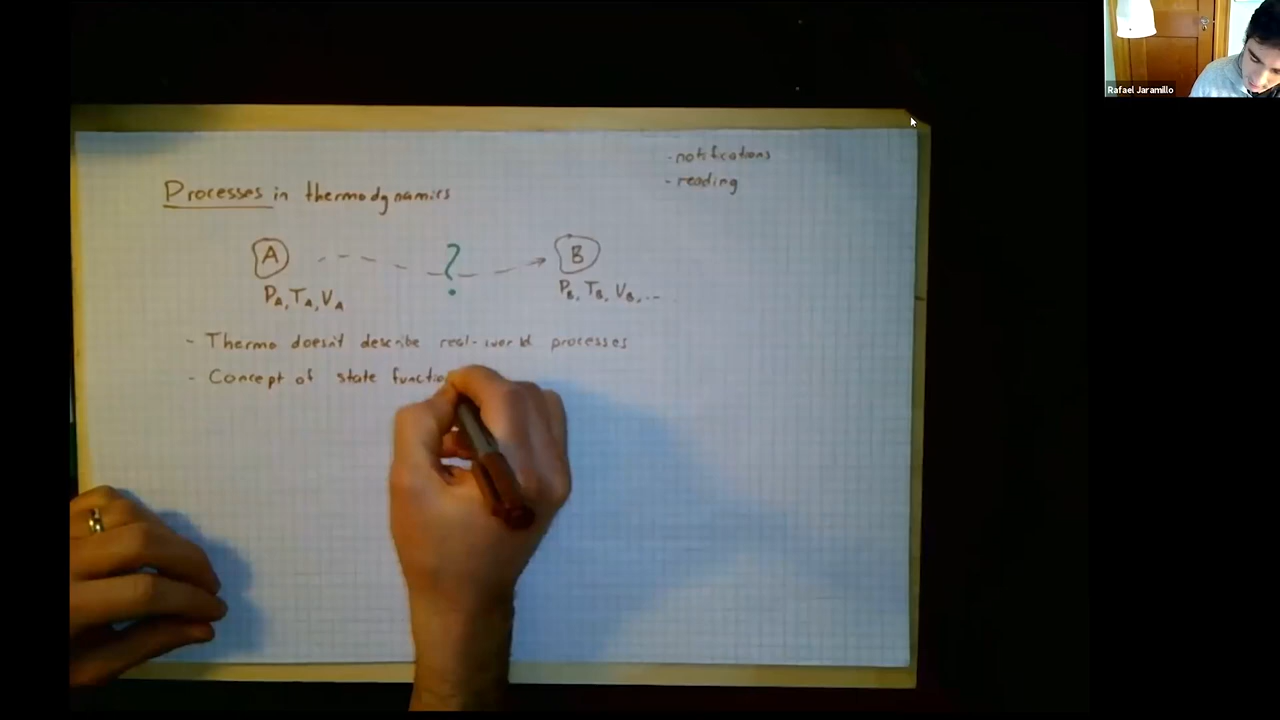 Rafael Jaramillo
- notifications
- reading
Processes in thermodynamics
A ? B
P_A, T_A, V_A P_B, T_B, V_B, ...
- Thermo doesn't describe real-world processes
- Concept of state functio